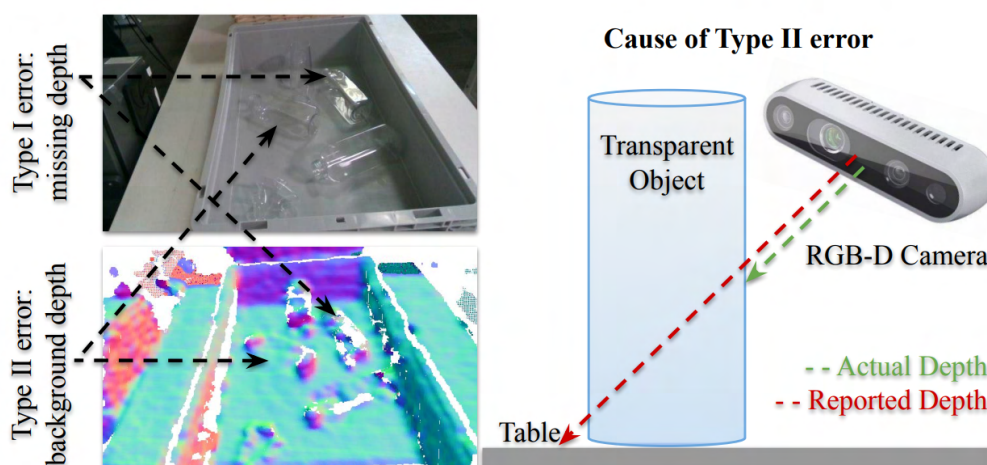 Type I error:
misssing depth
Type II error:
background depth
Cause of Type II error
Transparent
Object
RGB-D Camera
Actual Depth
Reported Depth
Table